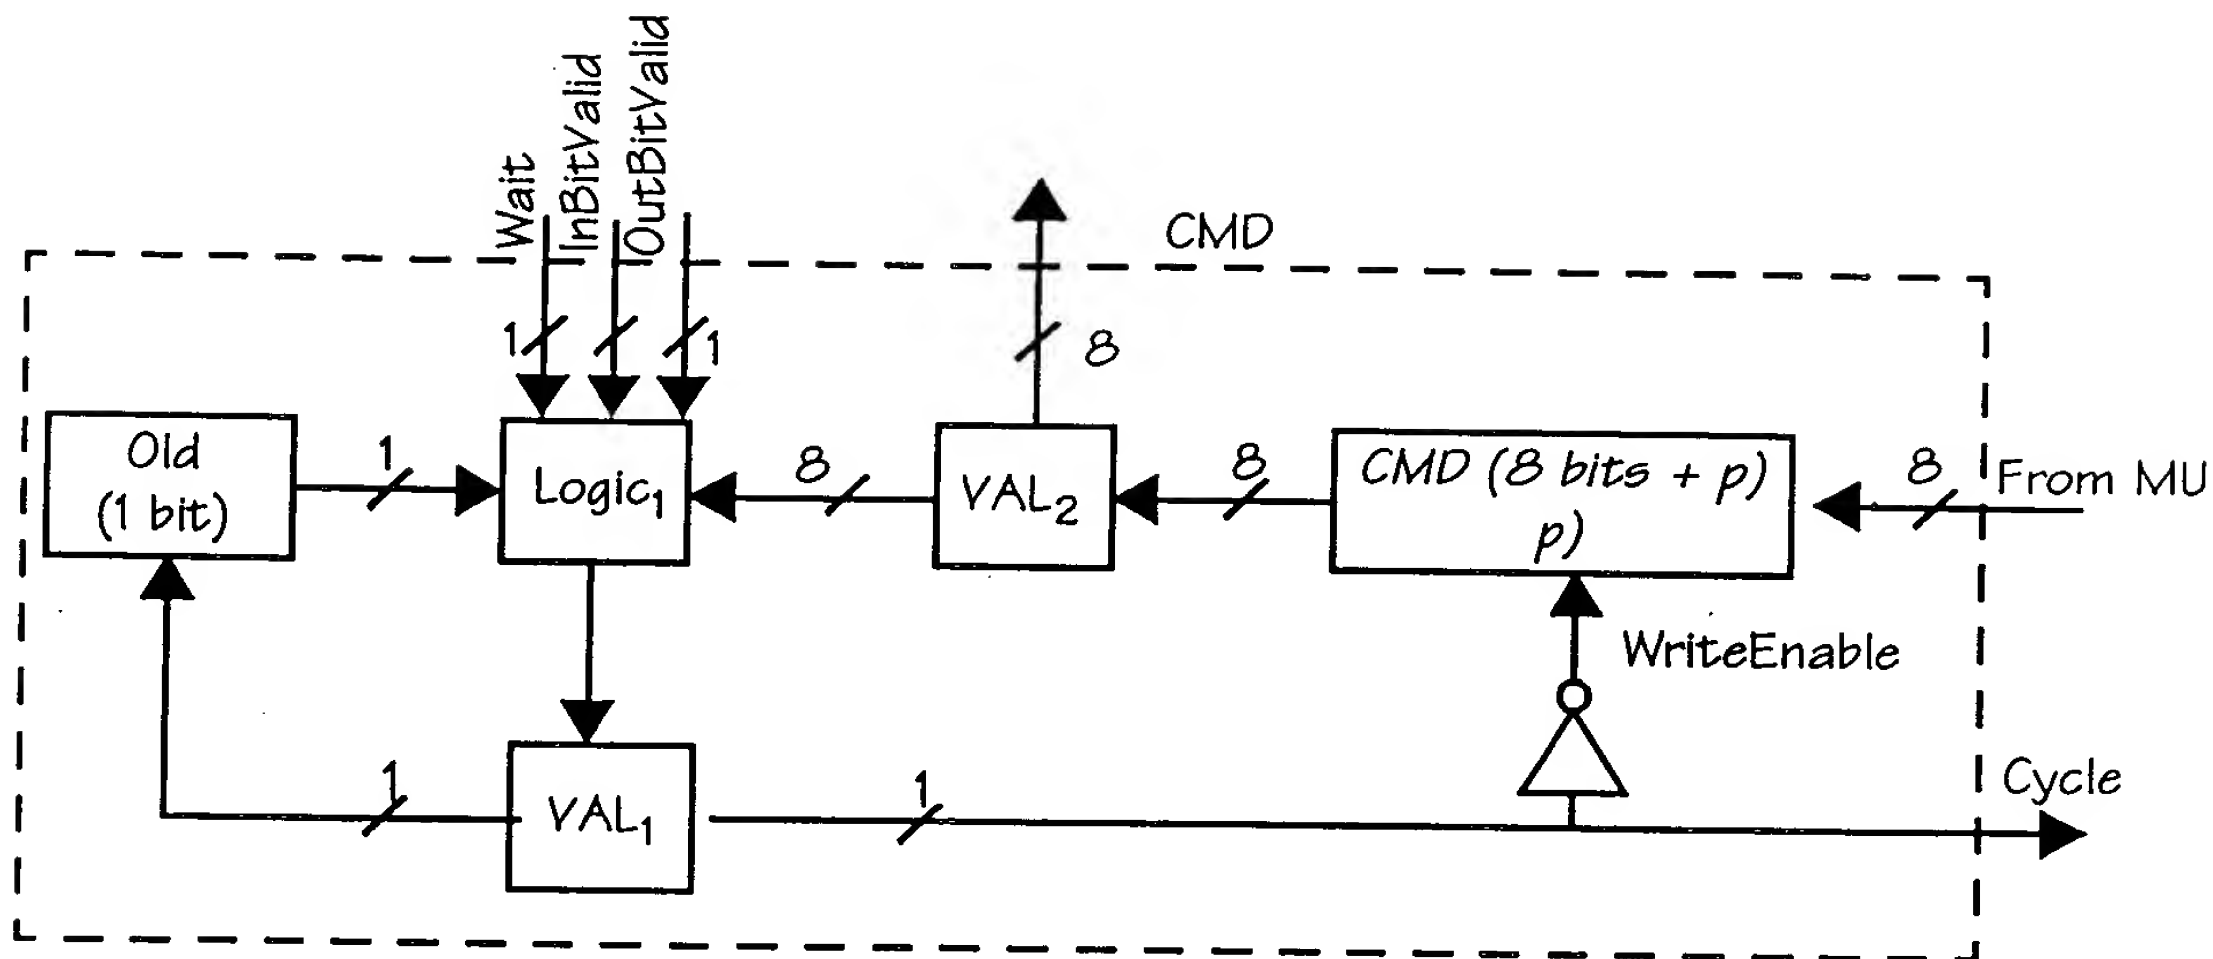 Wait
InBitValid
OutBitValid
CMD
1
1
8
Old
(1 bit)
1
Logic1
8
VAL2
8
CMD (8 bits + p)
p)
8
From MU
WriteEnable
1
VAL1
1
Cycle